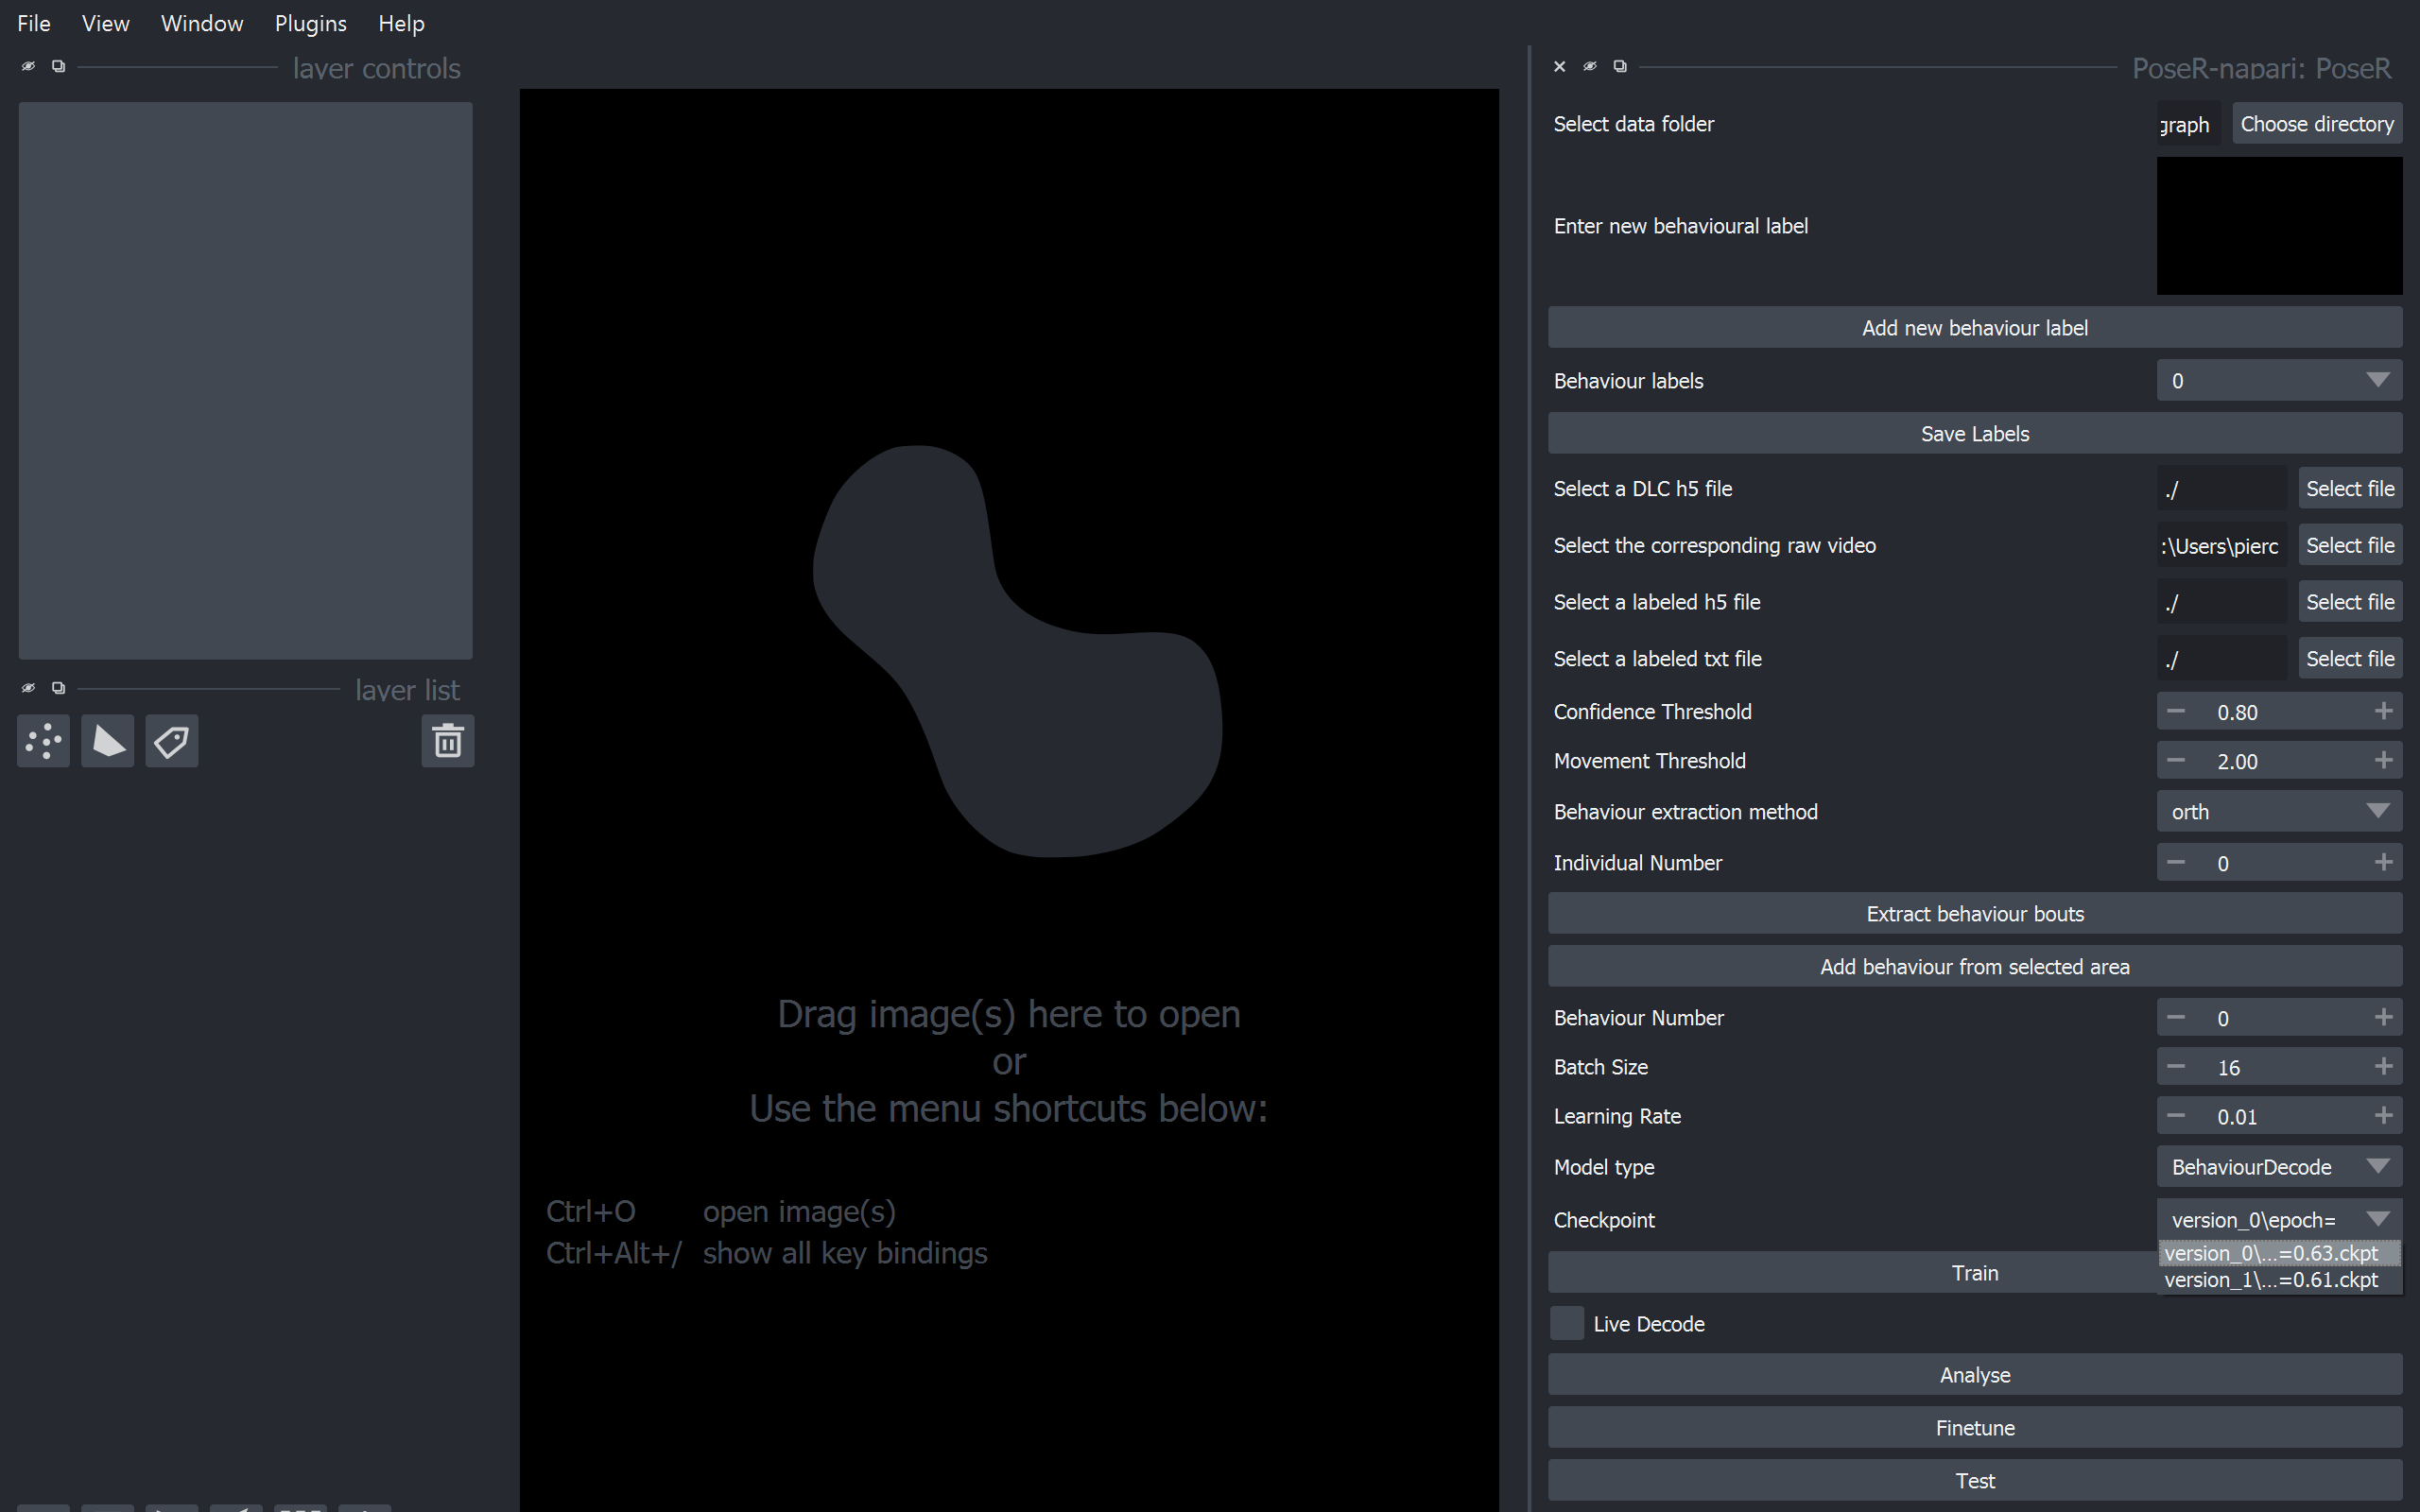 File View Window Plugins Help
layer controls
layer list
Drag image(s) here to open
or
Use the menu shortcuts below:
Ctrl+O open image(s)
Ctrl+Alt+/ show all key bindings
PoseR-napari: PoseR
Select data folder graph Choose directory
Enter new behavioural label
Add new behaviour label
Behaviour labels 0
Save Labels
Select a DLC h5 file ./ Select file
Select the corresponding raw video :\Users\pierc Select file
Select a labeled h5 file ./ Select file
Select a labeled txt file ./ Select file
Confidence Threshold 0.80
Movement Threshold 2.00
Behaviour extraction method orth
Individual Number 0
Extract behaviour bouts
Add behaviour from selected area
Behaviour Number 0
Batch Size 16
Learning Rate 0.01
Model type BehaviourDecode
Checkpoint version_0\epoch=
version_0\...=0.63.ckpt
Train
version_1\...=0.61.ckpt
Live Decode
Analyse
Finetune
Test